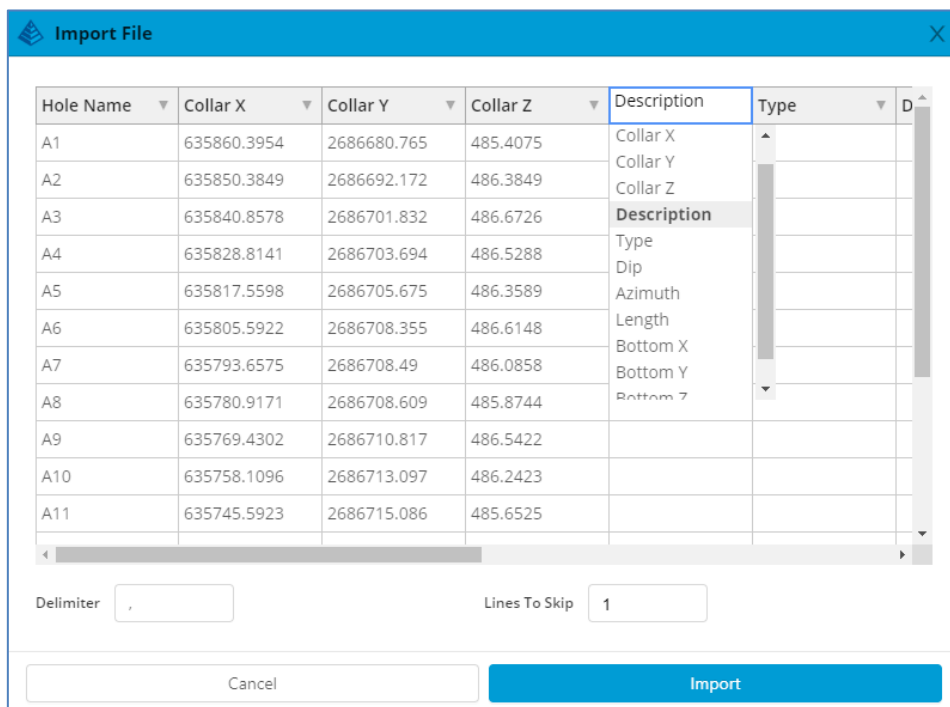 Import File X
Hole Name Collar X Collar Y Collar Z Description Type D
A1 635860.3954 2686680.765 485.4075 Collar X
Collar Y
A2 635850.3849 2686692.172 486.3849 Collar Z
A3 635840.8578 2686701.832 486.6726 Description
Type
A4 635828.8141 2686703.694 486.5288 Dip
A5 635817.5598 2686705.675 486.3589 Azimuth
Length
A6 635805.5922 2686708.355 486.6148
Bottom X
A7 635793.6575 2686708.49 486.0858 Bottom Y
A8 635780.9171 2686708.609 485.8744 Bottom Z
A9 635769.4302 2686710.817 486.5422
A10 635758.1096 2686713.097 486.2423
A11 635745.5923 2686715.086 485.6525
Delimiter , Lines To Skip 1
Cancel Import